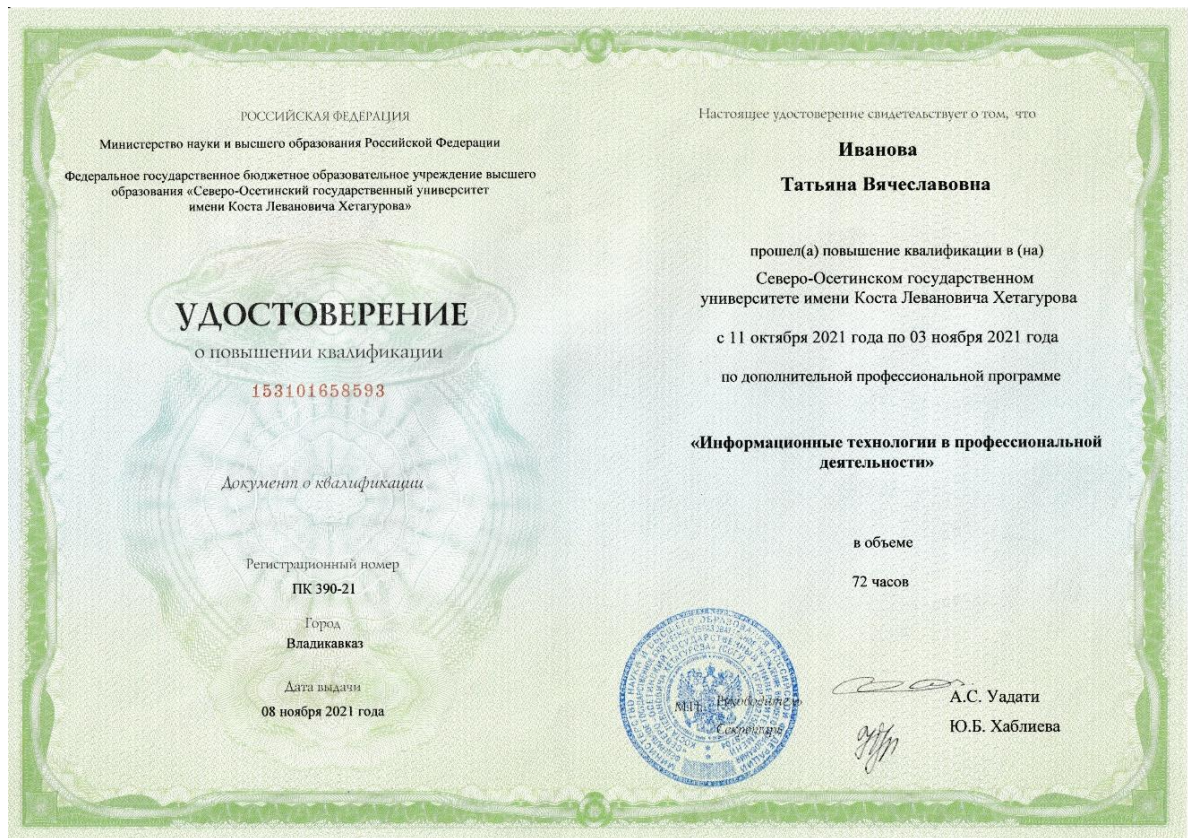 РОССИЙСКАЯ ФЕДЕРАЦИЯ
Министерство науки и высшего образования Российской Федерации
Федеральное государственное бюджетное образовательное учреждение высшего
образования «Северо-Осетинский государственный университет
имени Коста Левановича Хетагурова»
УДОСТОВЕРЕНИЕ
о повышении квалификации
153101658593
Документ о квалификации
Регистрационный номер
ПК 390-21
Город
Владикавказ
Дата выдачи
08 ноября 2021 года
Настоящее удостоверение свидетельствует о том, что
Иванова
Татьяна Вячеславовна
прошел(а) повышение квалификации в (на)
Северо-Осетинском государственном
университете имени Коста Левановича Хетагурова
с 11 октября 2021 года по 03 ноября 2021 года
по дополнительной профессиональной программе
«Информационные технологии в профессиональной
деятельности»
в объеме
72 часов
М.П.
Руководитель
А.С. Уадати
Секретарь
Ю.Б. Хаблиева